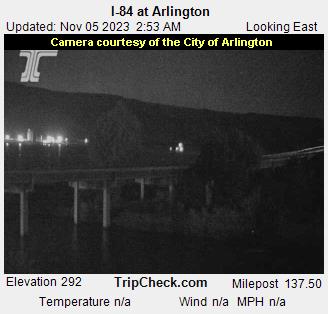 I-84 at Arlington
Updated: Nov 05 2023 2:53 AM Looking East
Camera courtesy of the City of Arlington
Elevation 292 TripCheck.com Milepost 137.50
Temperature n/a Wind n/a MPH n/a